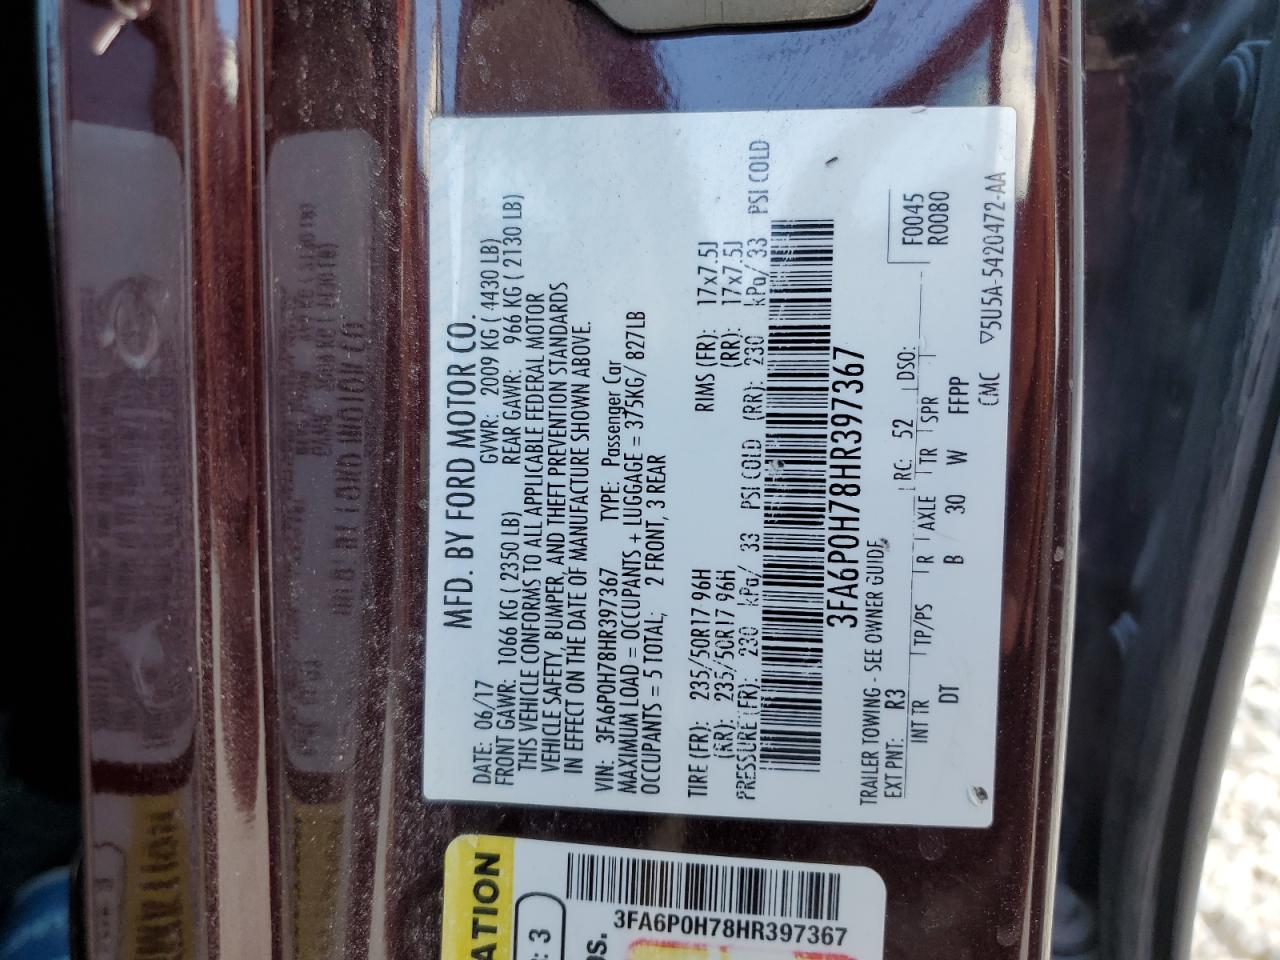 MFD. BY FORD MOTOR CO.
DATE: 06/17 GVWR: 2009 KG ( 4430 LB)
FRONT GAWR: 1066 KG ( 2350 LB) REAR GAWR: 966 KG ( 2130 LB)
THIS VEHICLE CONFORMS TO ALL APPLICABLE FEDERAL MOTOR
VEHICLE SAFETY, BUMPER, AND THEFT PREVENTION STANDARDS
IN EFFECT ON THE DATE OF MANUFACTURE SHOWN ABOVE.
VIN: 3FA6P0H78HR397367 TYPE: Passenger Car
MAXIMUM LOAD = OCCUPANTS + LUGGAGE = 375KG/ 827LB
OCCUPANTS = 5 TOTAL; 2 FRONT, 3 REAR
TIRE (FR): 235/50R17 96H RIMS (FR): 17x7.5J
(RR): 235/50R17 96H (RR): 17x7.5J
PRESSURE (FR): 230 kPa/ 33 PSI COLD (RR): 230 kPa/ 33 PSI COLD
3FA6P0H78HR397367
TRAILER TOWING - SEE OWNER GUIDE
EXT PNT: R3 RC: 52 DSO: F0045
INT TR TP/PS R AXLE TR SPR R0080
DT B 30 W FFPP
CMC ▽5U5A-5420472-AA
ATION
: 3
os.
3FA6P0H78HR397367